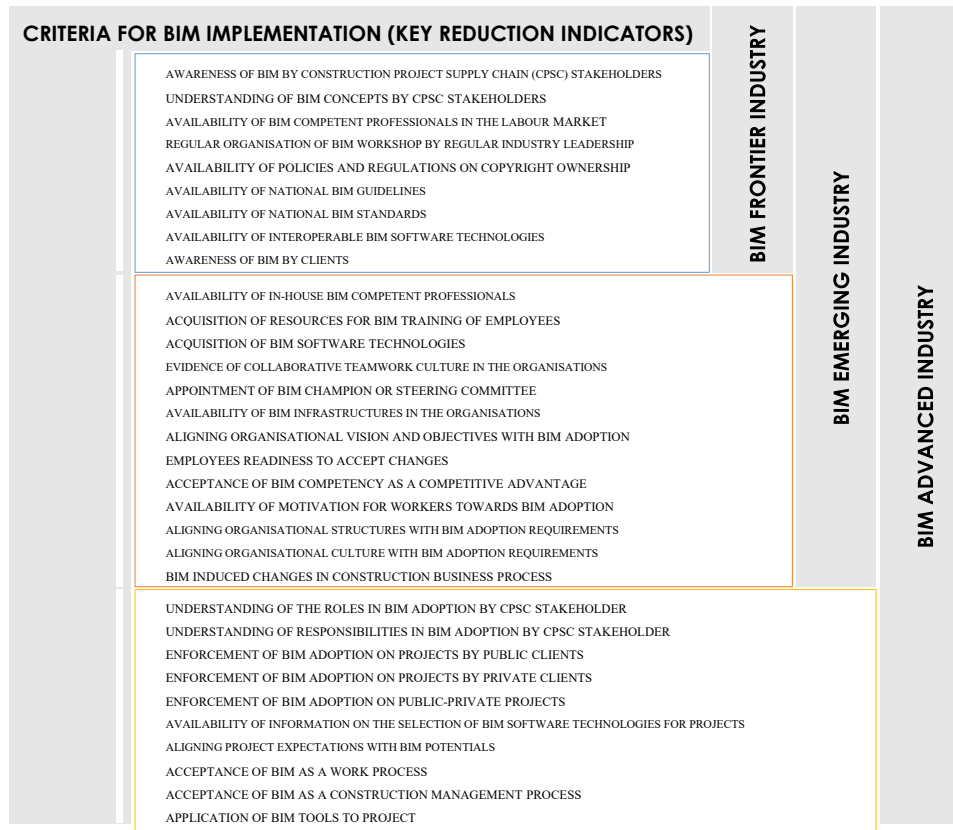 CRITERIA FOR BIM IMPLEMENTATION (KEY REDUCTION INDICATORS)
AWARENESS OF BIM BY CONSTRUCTION PROJECT SUPPLY CHAIN (CPSC) STAKEHOLDERS
UNDERSTANDING OF BIM CONCEPTS BY CPSC STAKEHOLDERS
AVAILABILITY OF BIM COMPETENT PROFESSIONALS IN THE LABOUR MARKET
REGULAR ORGANISATION OF BIM WORKSHOP BY REGULAR INDUSTRY LEADERSHIP
AVAILABILITY OF POLICIES AND REGULATIONS ON COPYRIGHT OWNERSHIP
AVAILABILITY OF NATIONAL BIM GUIDELINES
AVAILABILITY OF NATIONAL BIM STANDARDS
AVAILABILITY OF INTEROPERABLE BIM SOFTWARE TECHNOLOGIES
AWARENESS OF BIM BY CLIENTS
BIM FRONTIER INDUSTRY
AVAILABILITY OF IN-HOUSE BIM COMPETENT PROFESSIONALS
ACQUISITION OF RESOURCES FOR BIM TRAINING OF EMPLOYEES
ACQUISITION OF BIM SOFTWARE TECHNOLOGIES
EVIDENCE OF COLLABORATIVE TEAMWORK CULTURE IN THE ORGANISATIONS
APPOINTMENT OF BIM CHAMPION OR STEERING COMMITTEE
AVAILABILITY OF BIM INFRASTRUCTURES IN THE ORGANISATIONS
ALIGNING ORGANISATIONAL VISION AND OBJECTIVES WITH BIM ADOPTION
EMPLOYEES READINESS TO ACCEPT CHANGES
ACCEPTANCE OF BIM COMPETENCY AS A COMPETITIVE ADVANTAGE
AVAILABILITY OF MOTIVATION FOR WORKERS TOWARDS BIM ADOPTION
ALIGNING ORGANISATIONAL STRUCTURES WITH BIM ADOPTION REQUIREMENTS
ALIGNING ORGANISATIONAL CULTURE WITH BIM ADOPTION REQUIREMENTS
BIM INDUCED CHANGES IN CONSTRUCTION BUSINESS PROCESS
BIM EMERGING INDUSTRY
UNDERSTANDING OF THE ROLES IN BIM ADOPTION BY CPSC STAKEHOLDER
UNDERSTANDING OF RESPONSIBILITIES IN BIM ADOPTION BY CPSC STAKEHOLDER
ENFORCEMENT OF BIM ADOPTION ON PROJECTS BY PUBLIC CLIENTS
ENFORCEMENT OF BIM ADOPTION ON PROJECTS BY PRIVATE CLIENTS
ENFORCEMENT OF BIM ADOPTION ON PUBLIC-PRIVATE PROJECTS
AVAILABILITY OF INFORMATION ON THE SELECTION OF BIM SOFTWARE TECHNOLOGIES FOR PROJECTS
ALIGNING PROJECT EXPECTATIONS WITH BIM POTENTIALS
ACCEPTANCE OF BIM AS A WORK PROCESS
ACCEPTANCE OF BIM AS A CONSTRUCTION MANAGEMENT PROCESS
APPLICATION OF BIM TOOLS TO PROJECT
BIM ADVANCED INDUSTRY